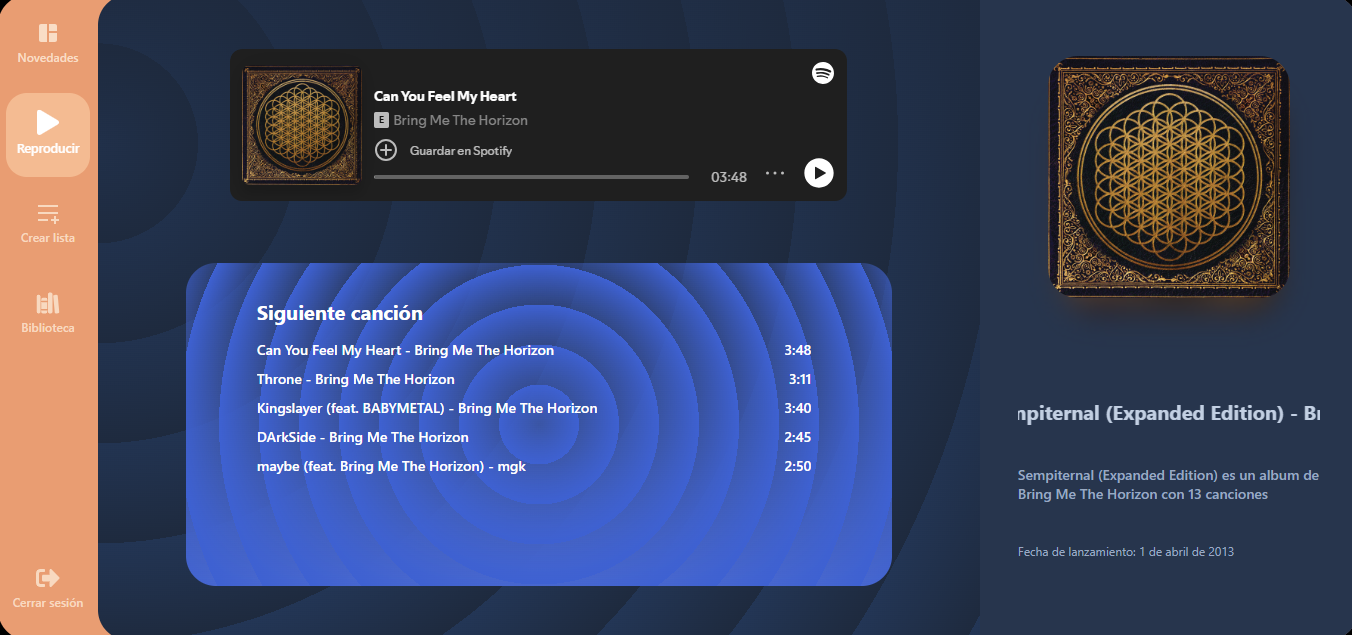 Novedades
Reproducir
Crear lista
Biblioteca
Cerrar sesión
Can You Feel My Heart
E Bring Me The Horizon
Guardar en Spotify
03:48
Siguiente canción
Can You Feel My Heart - Bring Me The Horizon 3:48
Throne - Bring Me The Horizon 3:11
Kingslayer (feat. BABYMETAL) - Bring Me The Horizon 3:40
DArkSide - Bring Me The Horizon 2:45
maybe (feat. Bring Me The Horizon) - mgk 2:50
mpiternal (Expanded Edition) - Br
Sempiternal (Expanded Edition) es un album de
Bring Me The Horizon con 13 canciones
Fecha de lanzamiento: 1 de abril de 2013